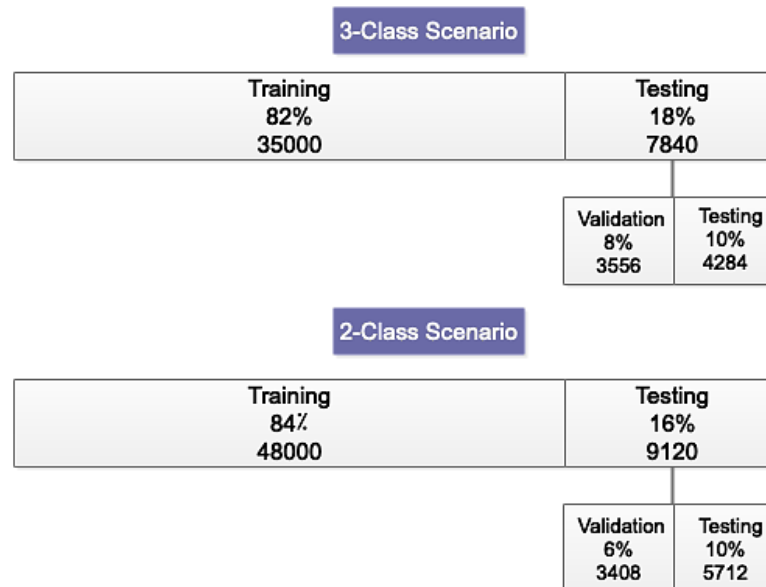 3-Class Scenario
Training
82%
35000
Testing
18%
7840
Validation
8%
3556
Testing
10%
4284
2-Class Scenario
Training
84%
48000
Testing
16%
9120
Validation
6%
3408
Testing
10%
5712